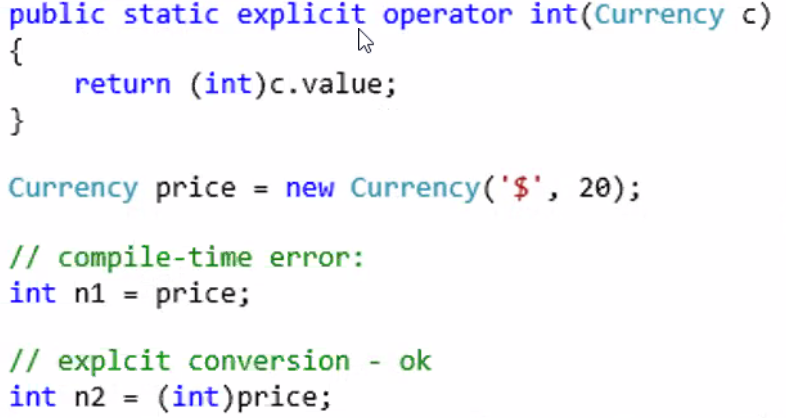 public static explicit operator int(Currency c)
{
    return (int)c.value;
}
Currency price = new Currency('$', 20);
// compile-time error:
int n1 = price;
// explcit conversion - ok
int n2 = (int)price;